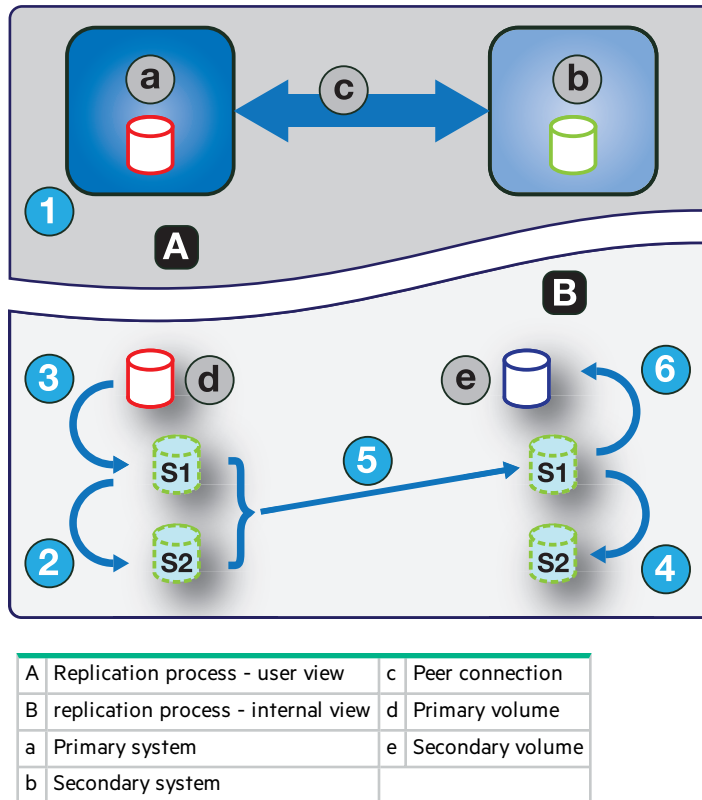 a
c
b
1
A
B
3
d
e
6
S1
S1
5
2
S2
S2
4
A Replication process - user view c Peer connection
B replication process - internal view d Primary volume
a Primary system e Secondary volume
b Secondary system